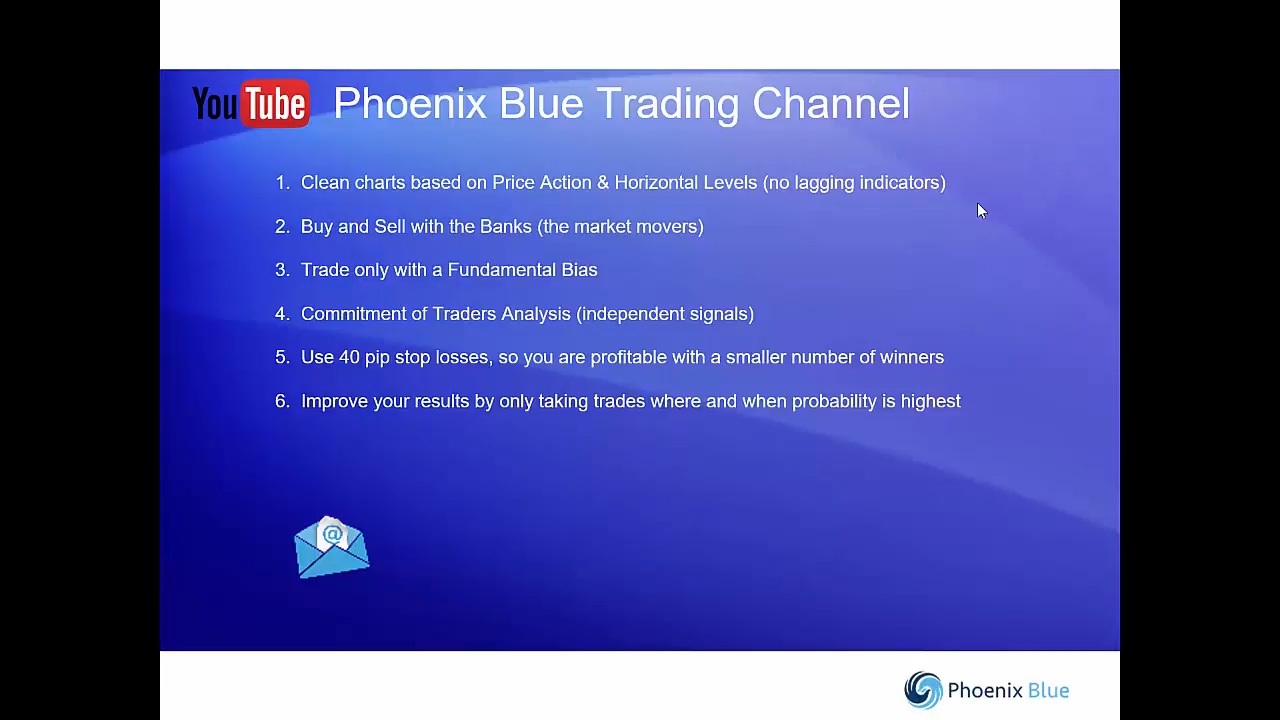 YouTube Phoenix Blue Trading Channel
1. Clean charts based on Price Action & Horizontal Levels (no lagging indicators)
2. Buy and Sell with the Banks (the market movers)
3. Trade only with a Fundamental Bias
4. Commitment of Traders Analysis (independent signals)
5. Use 40 pip stop losses, so you are profitable with a smaller number of winners
6. Improve your results by only taking trades where and when probability is highest
@
Phoenix Blue